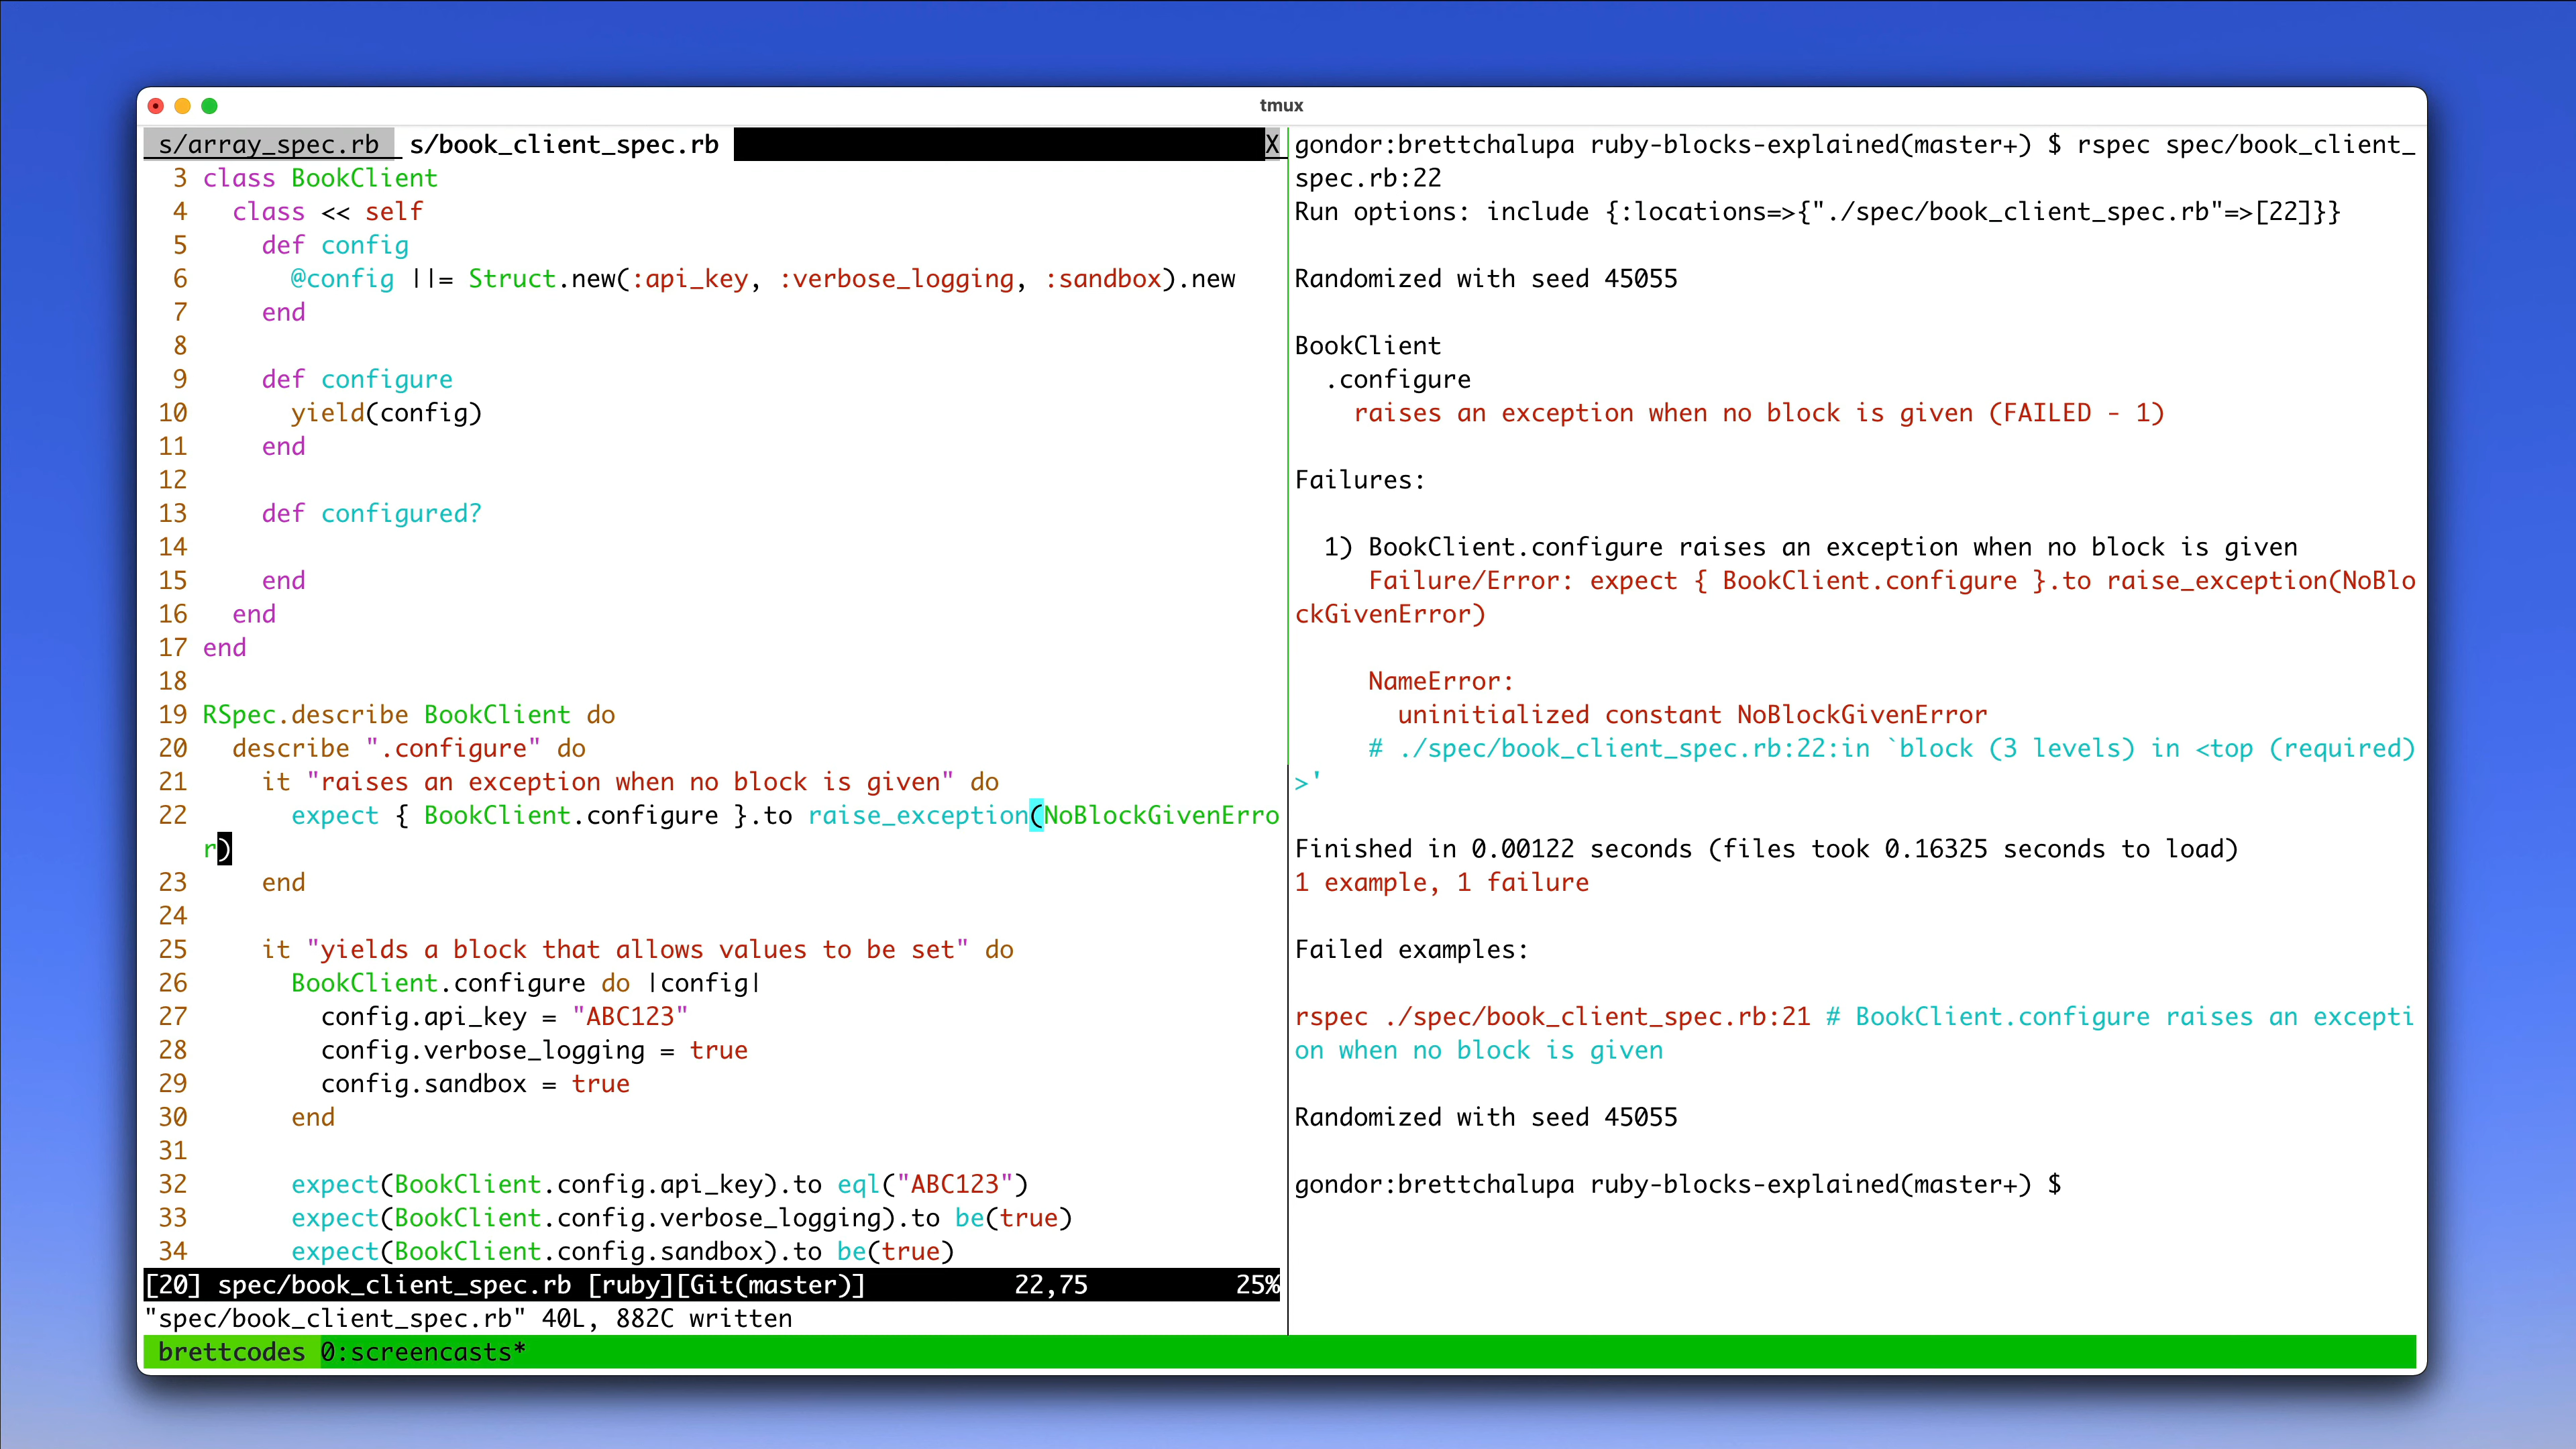 tmux
s/array_spec.rb s/book_client_spec.rb X
3 class BookClient
4 class << self
5 def config
6 @config ||= Struct.new(:api_key, :verbose_logging, :sandbox).new
7 end
8
9 def configure
10 yield(config)
11 end
12
13 def configured?
14
15 end
16 end
17 end
18
19 RSpec.describe BookClient do
20 describe ".configure" do
21 it "raises an exception when no block is given" do
22 expect { BookClient.configure }.to raise_exception(NoBlockGivenErro
r)
23 end
24
25 it "yields a block that allows values to be set" do
26 BookClient.configure do |config|
27 config.api_key = "ABC123"
28 config.verbose_logging = true
29 config.sandbox = true
30 end
31
32 expect(BookClient.config.api_key).to eql("ABC123")
33 expect(BookClient.config.verbose_logging).to be(true)
34 expect(BookClient.config.sandbox).to be(true)
[20] spec/book_client_spec.rb [ruby][Git(master)] 22,75 25%
"spec/book_client_spec.rb" 40L, 882C written
gondor:brettchalupa ruby-blocks-explained(master+) $ rspec spec/book_client_
spec.rb:22
Run options: include {:locations=>{"./spec/book_client_spec.rb"=>[22]}}
Randomized with seed 45055
BookClient
.configure
raises an exception when no block is given (FAILED - 1)
Failures:
1) BookClient.configure raises an exception when no block is given
Failure/Error: expect { BookClient.configure }.to raise_exception(NoBlo
ckGivenError)
NameError:
uninitialized constant NoBlockGivenError
# ./spec/book_client_spec.rb:22:in `block (3 levels) in <top (required)
>'
Finished in 0.00122 seconds (files took 0.16325 seconds to load)
1 example, 1 failure
Failed examples:
rspec ./spec/book_client_spec.rb:21 # BookClient.configure raises an excepti
on when no block is given
Randomized with seed 45055
gondor:brettchalupa ruby-blocks-explained(master+) $
brettcodes 0:screencasts*